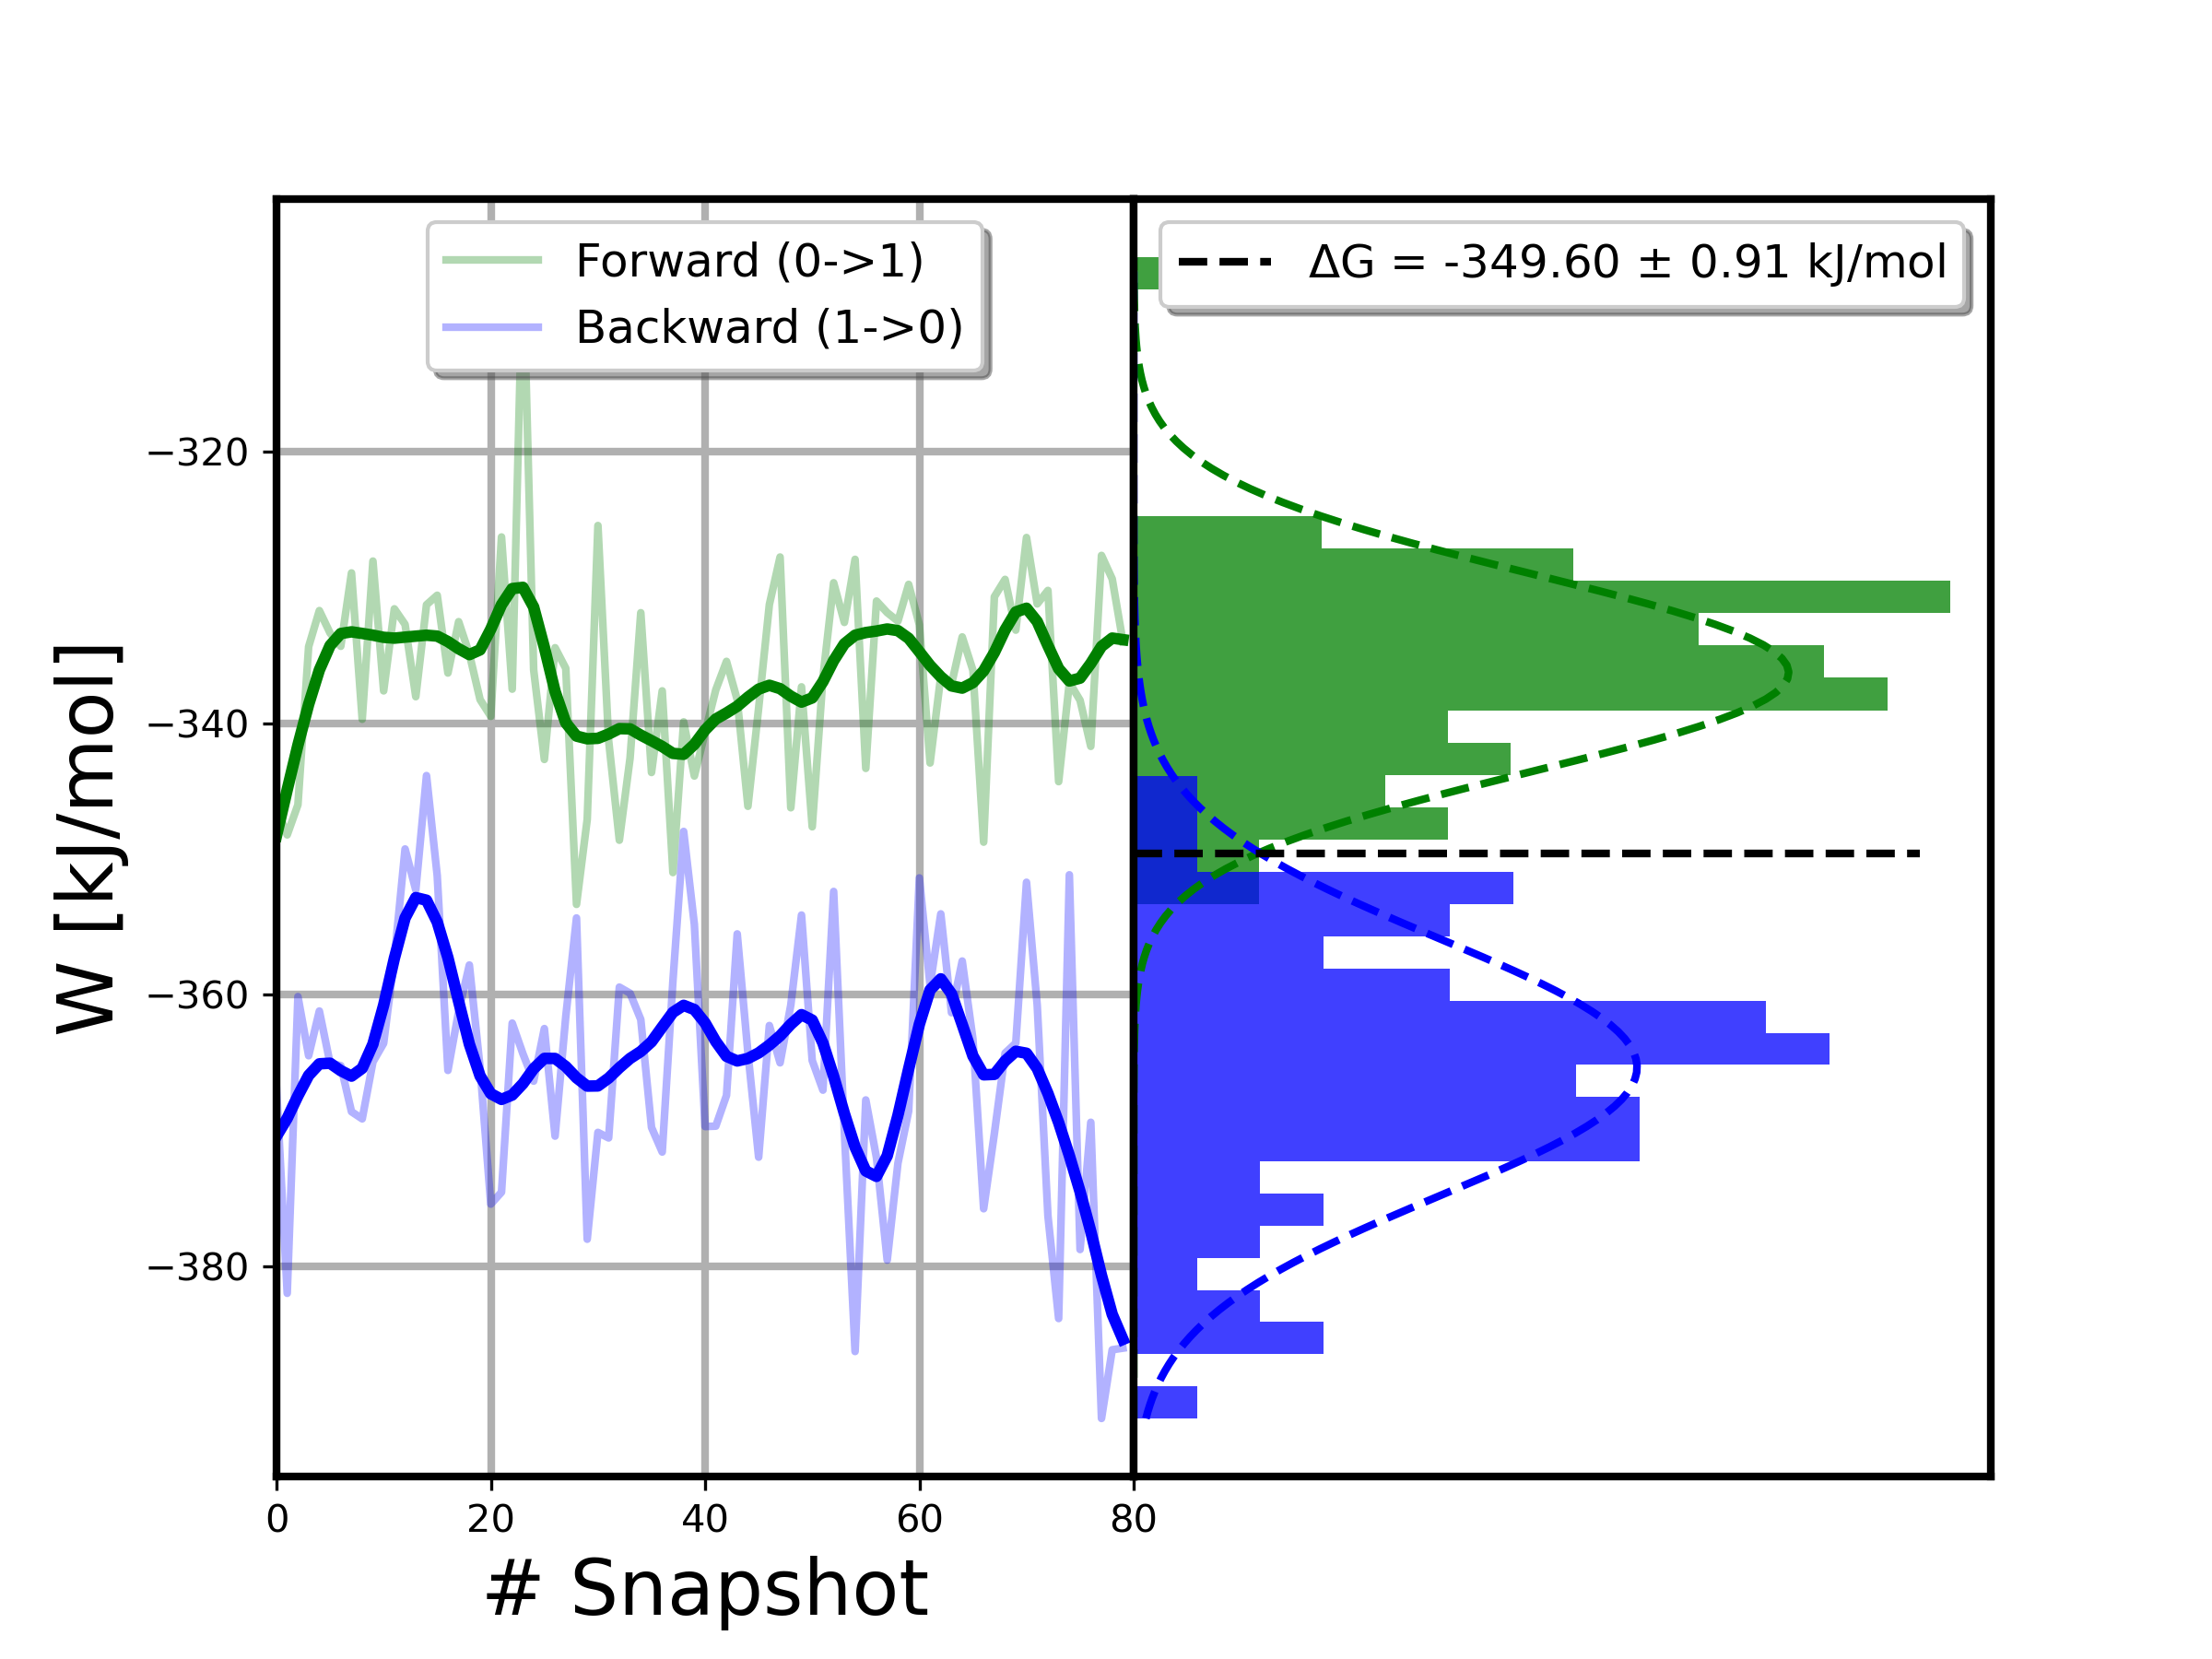 Forward (0->1)
Backward (1->0)
ΔG = -349.60 ± 0.91 kJ/mol
W [kJ/mol]
−320
−340
−360
−380
0 20 40 60 80
# Snapshot